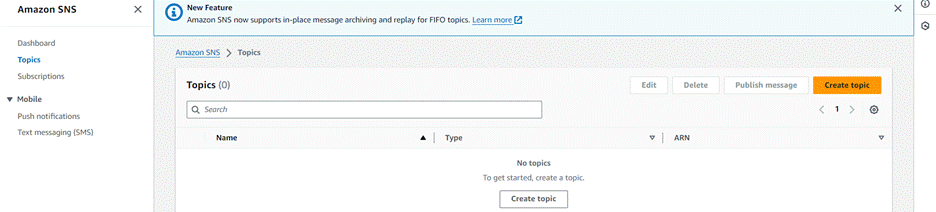 Amazon SNS
Dashboard
Topics
Subscriptions
Mobile
Push notifications
Text messaging (SMS)
New Feature
Amazon SNS now supports in-place message archiving and replay for FIFO topics. Learn more
Amazon SNS > Topics
Topics (0)
Edit
Delete
Publish message
Create topic
Search
1
Name
Type
ARN
No topics
To get started, create a topic.
Create topic